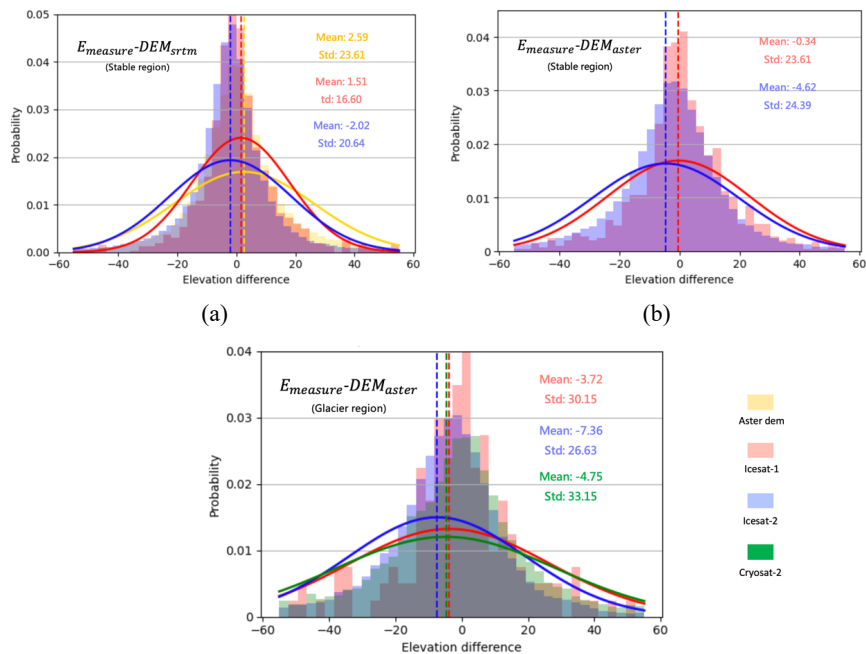 0.05
0.04
0.03
0.02
0.01
0.00
Probability
E_measure-DEM_srtm
(Stable region)
Mean: 2.59
Std: 23.61
Mean: 1.51
td: 16.60
Mean: -2.02
Std: 20.64
−60 −40 −20 0 20 40 60
Elevation difference
(a)
0.04
0.03
0.02
0.01
0
Probability
E_measure-DEM_aster
(Stable region)
Mean: -0.34
Std: 23.61
Mean: -4.62
Std: 24.39
−60 −40 −20 0 20 40 60
Elevation difference
(b)
0.04
0.03
0.02
0.01
0
Probability
E_measure-DEM_aster
(Glacier region)
Mean: -3.72
Std: 30.15
Mean: -7.36
Std: 26.63
Mean: -4.75
Std: 33.15
−60 −40 −20 0 20 40 60
Elevation difference
Aster dem
Icesat-1
Icesat-2
Cryosat-2